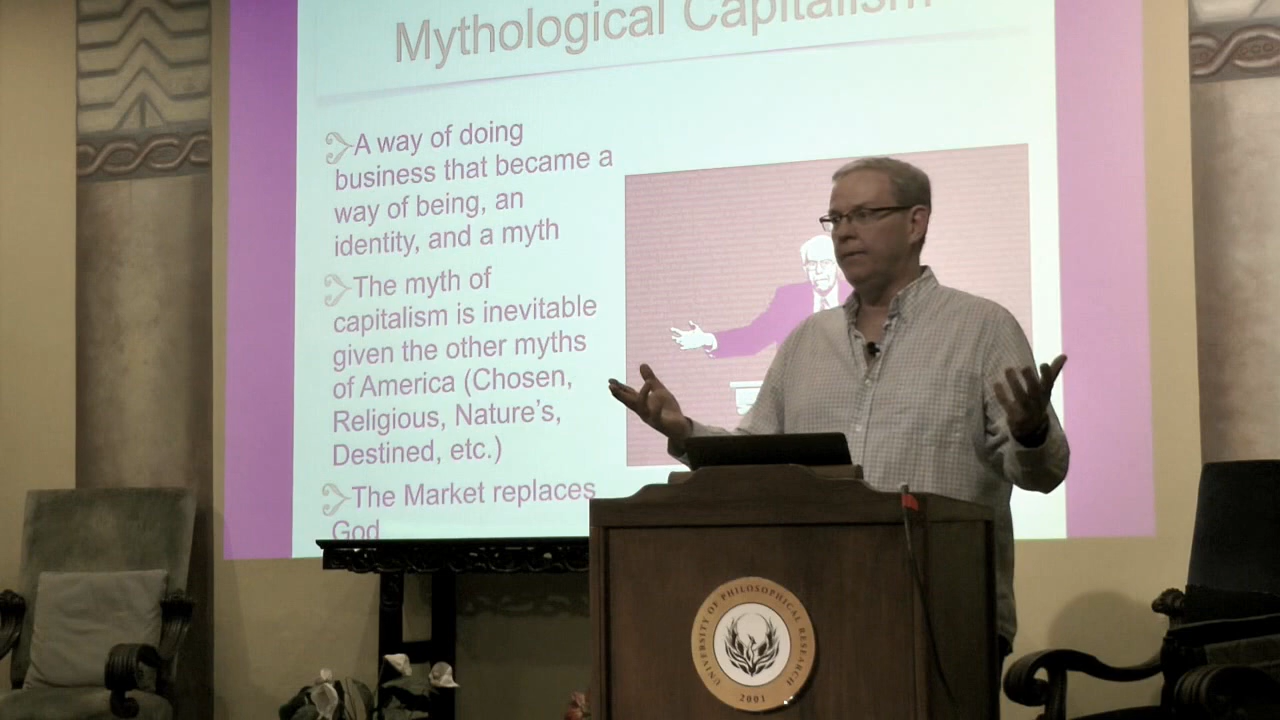 Mythological Capitalism
A way of doing
business that became a
way of being, an
identity, and a myth
The myth of
capitalism is inevitable
given the other myths
of America (Chosen,
Religious, Nature's,
Destined, etc.)
The Market replaces
God
UNIVERSITY OF PHILOSOPHICAL RESEARCH
2001